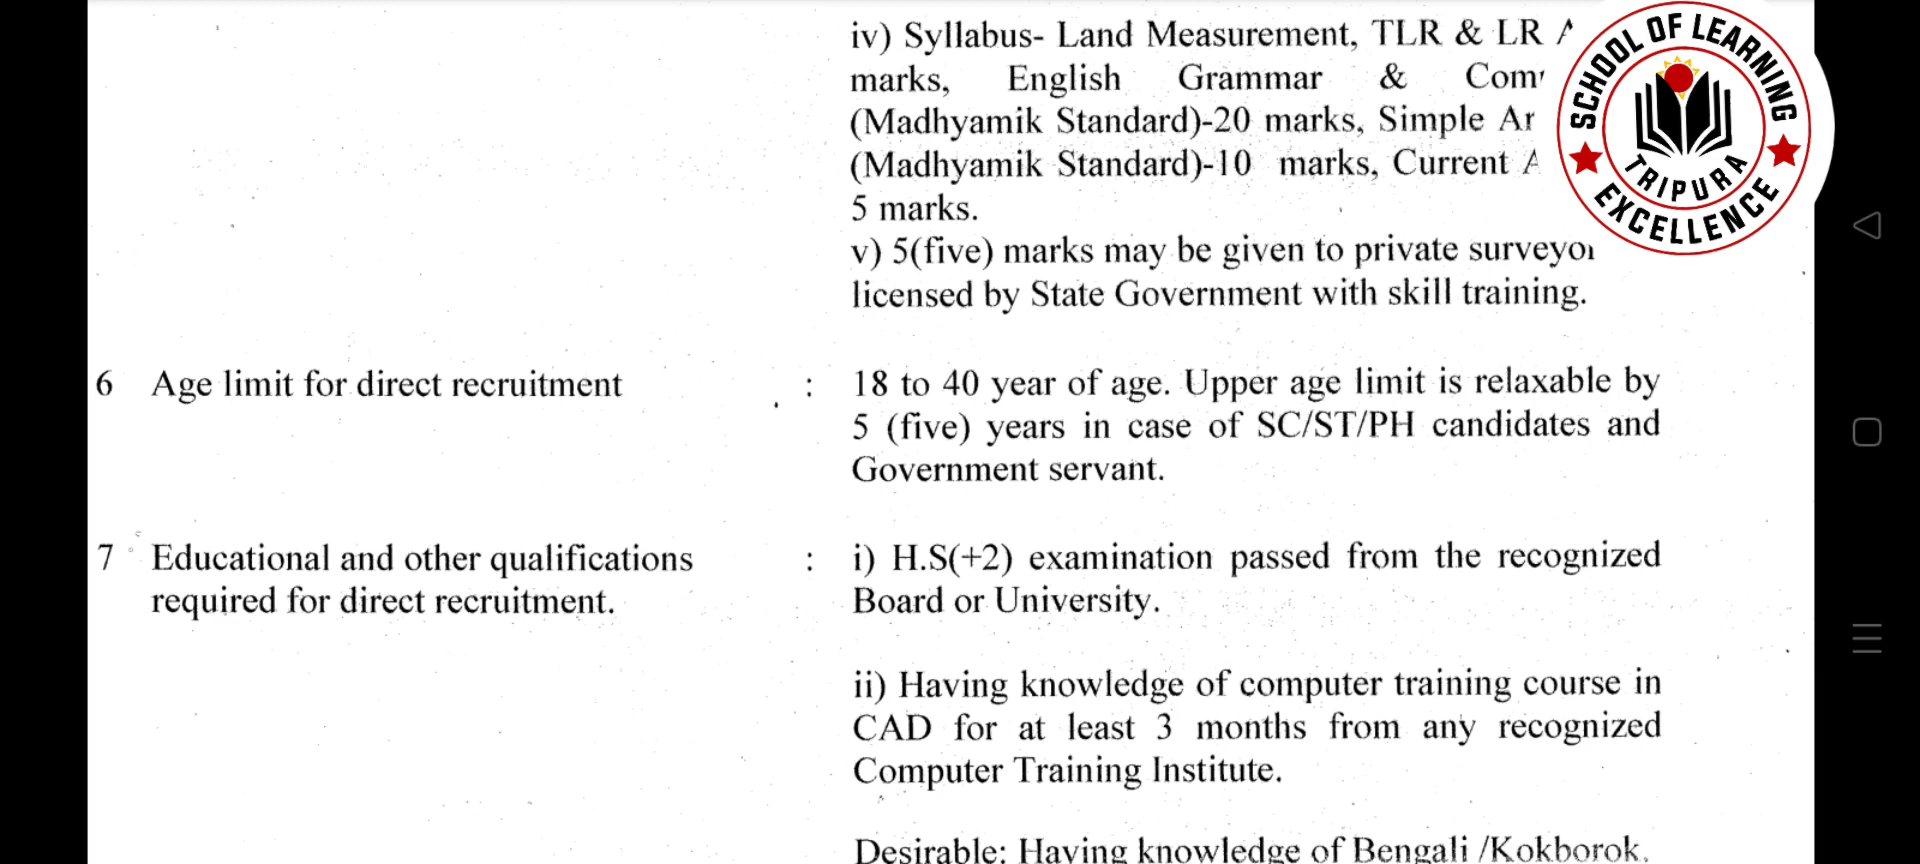 iv) Syllabus- Land Measurement, TLR & LR
marks, English Grammar &
(Madhyamik Standard)-20 marks, Simple
(Madhyamik Standard)-10 marks, Current
5 marks.
v) 5(five) marks may be given to private
licensed by State Government with skill training.
SCHOOL OF LEARNING
TRIPURA
EXCELLENCE
6 Age limit for direct recruitment : 18 to 40 year of age. Upper age limit is relaxable by
5 (five) years in case of SC/ST/PH candidates and
Government servant.
7 Educational and other qualifications : i) H.S(+2) examination passed from the recognized
required for direct recruitment. Board or University.
ii) Having knowledge of computer training course in
CAD for at least 3 months from any recognized
Computer Training Institute.
Desirable: Having knowledge of Bengali /Kokborok.